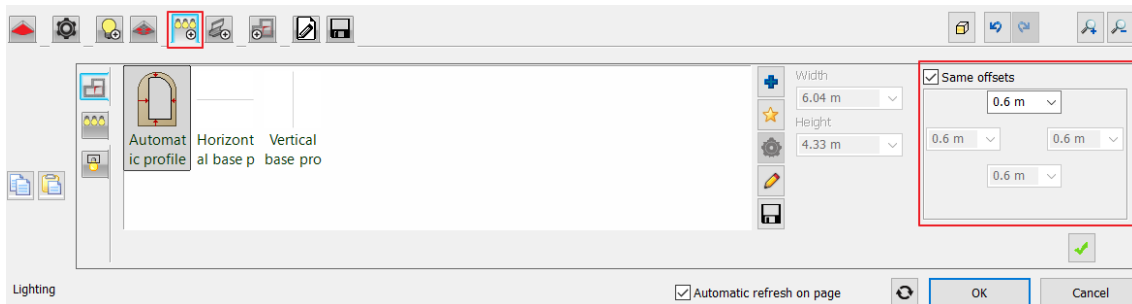 Width
Same offsets
6.04 m
0.6 m
Height
Automat
ic profile
Horizont
al base p
Vertical
base pro
4.33 m
0.6 m
0.6 m
0.6 m
Lighting
Automatic refresh on page
OK
Cancel